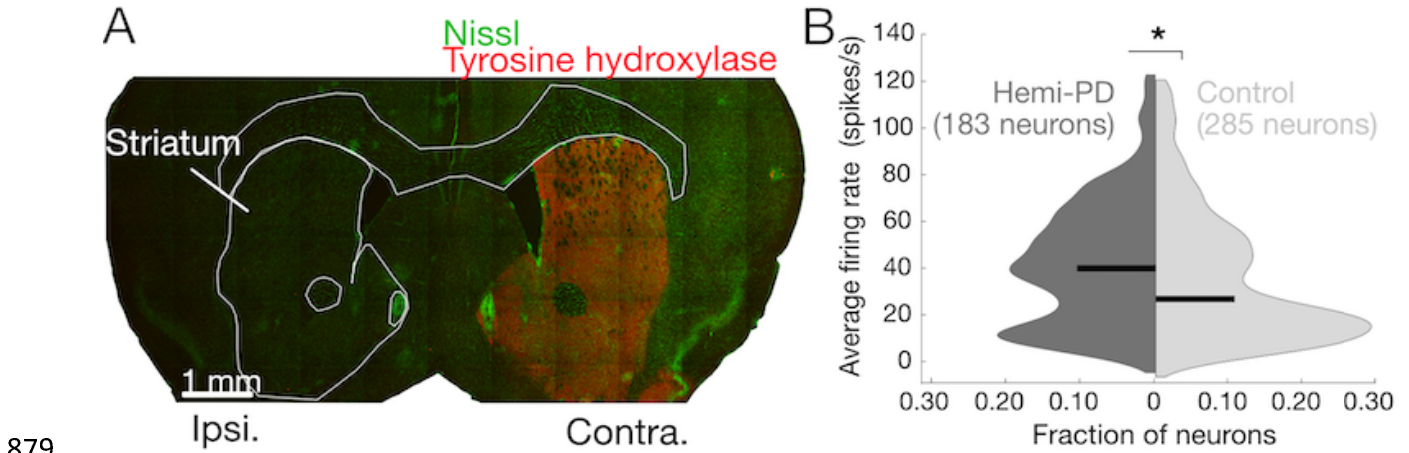 A
Nissl
Tyrosine hydroxylase
Striatum
1 mm
Ipsi.
Contra.
879
B
Average firing rate (spikes/s)
140
120
100
80
60
40
20
0
*
Hemi-PD
(183 neurons)
Control
(285 neurons)
0.30 0.20 0.10 0 0.10 0.20 0.30
Fraction of neurons